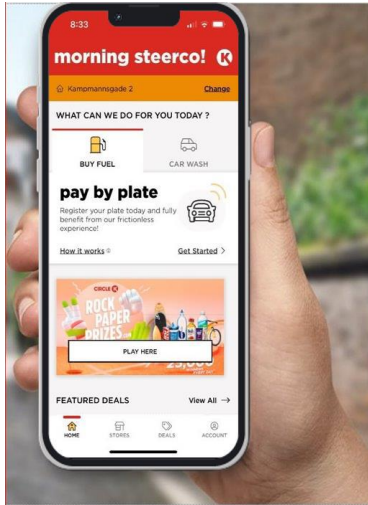 8:33
morning steerco!
K
Kampmannsgade 2
Change
WHAT CAN WE DO FOR YOU TODAY ?
BUY FUEL
CAR WASH
pay by plate
Register your plate today and fully
benefit from our frictionless
experience!
How it works
Get Started >
CIRCLE K
ROCK
PAPER
PRIZES
PLAY HERE
25,000
FEATURED DEALS
View All →
HOME
STORES
DEALS
ACCOUNT